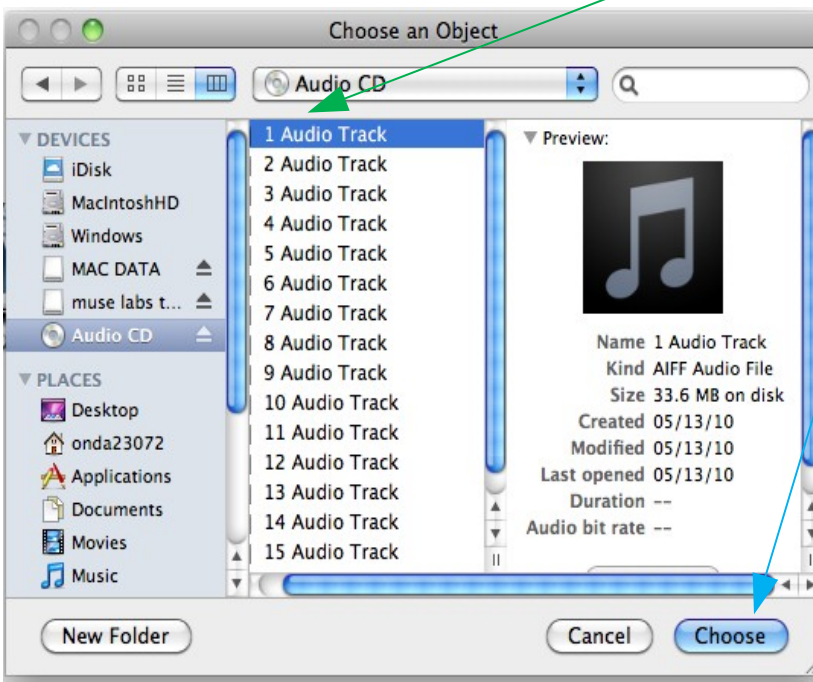 Choose an Object
Audio CD
DEVICES
iDisk
MacIntoshHD
Windows
MAC DATA
muse labs t...
Audio CD
PLACES
Desktop
onda23072
Applications
Documents
Movies
Music
1 Audio Track
2 Audio Track
3 Audio Track
4 Audio Track
5 Audio Track
6 Audio Track
7 Audio Track
8 Audio Track
9 Audio Track
10 Audio Track
11 Audio Track
12 Audio Track
13 Audio Track
14 Audio Track
15 Audio Track
Preview:
Name 1 Audio Track
Kind AIFF Audio File
Size 33.6 MB on disk
Created 05/13/10
Modified 05/13/10
Last opened 05/13/10
Duration --
Audio bit rate --
New Folder
Cancel
Choose